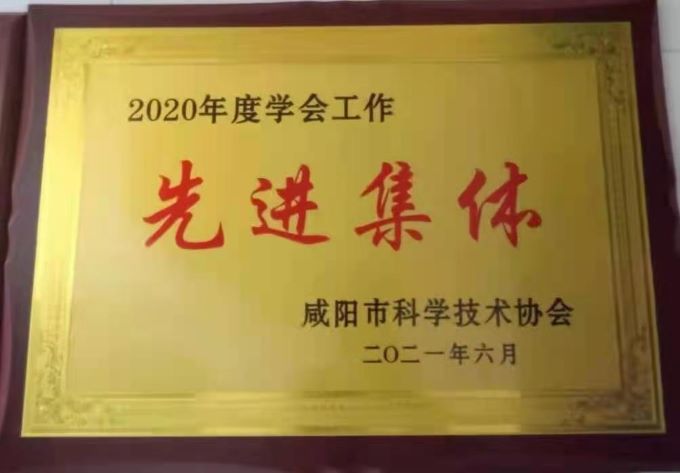 2020年度学会工作
先进集体
咸阳市科学技术协会
二〇二一年六月